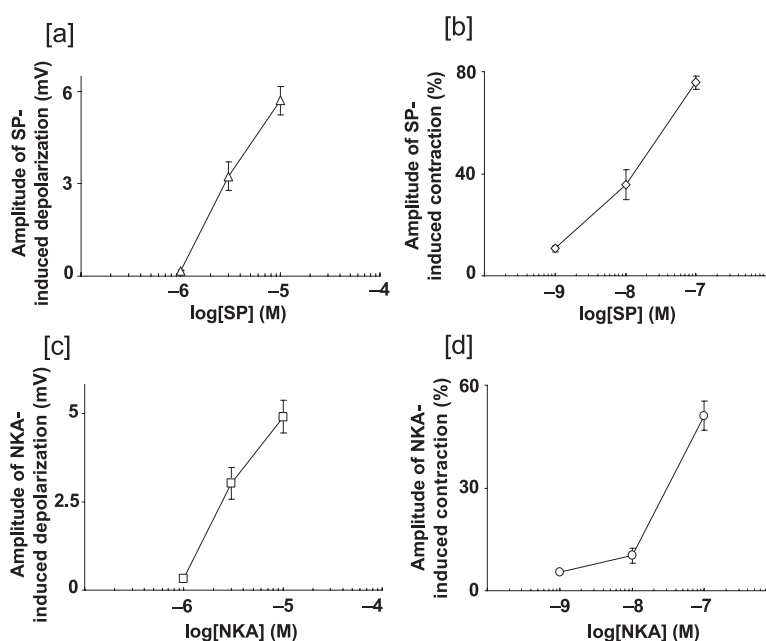 [a]
Amplitude of SP-
induced depolarization (mV)
6
3
0
–6
–5
–4
log[SP] (M)
[b]
Amplitude of SP-
induced contraction (%)
80
40
0
–9
–8
–7
log[SP] (M)
[c]
Amplitude of NKA-
induced depolarization (mV)
5
2.5
0
–6
–5
–4
log[NKA] (M)
[d]
Amplitude of NKA-
induced contraction (%)
60
30
0
–9
–8
–7
log[NKA] (M)